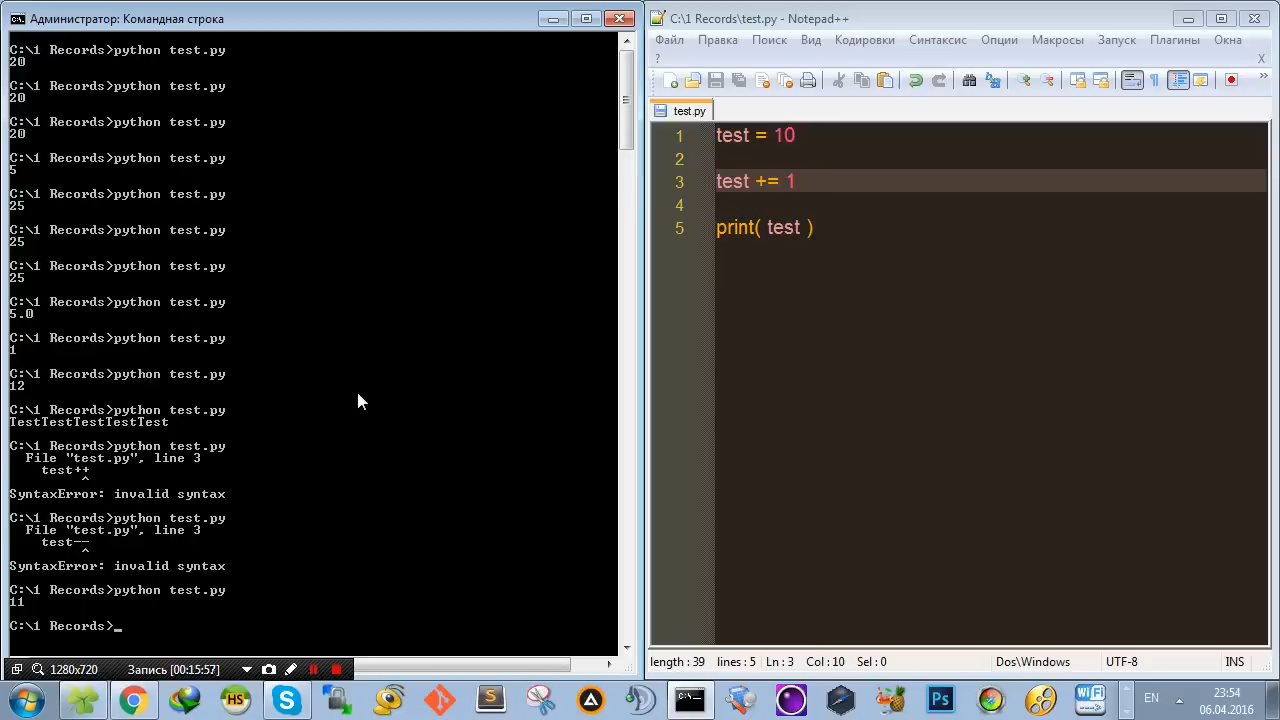 Администратор: Командная строка
C:\1 Records>python test.py
20
C:\1 Records>python test.py
20
C:\1 Records>python test.py
20
C:\1 Records>python test.py
5
C:\1 Records>python test.py
25
C:\1 Records>python test.py
25
C:\1 Records>python test.py
25
C:\1 Records>python test.py
5.0
C:\1 Records>python test.py
1
C:\1 Records>python test.py
12
C:\1 Records>python test.py
TestTestTestTestTest
C:\1 Records>python test.py
File "test.py", line 3
test++
^
SyntaxError: invalid syntax
C:\1 Records>python test.py
File "test.py", line 3
test--
^
SyntaxError: invalid syntax
C:\1 Records>python test.py
11
C:\1 Records>_
1280x720 Запись [00:15:57]
C:\1 Records\test.py - Notepad++
Файл Правка Поиск Вид Кодировки Синтаксис Опции Макрос Запуск Плагины Окна
? X
test.py
1 test = 10
2
3 test += 1
4
5 print( test )
length : 39 lines : 5 Ln : 3 Col : 10 Sel : Dos\Win UTF-8 INS
HS
S
S
Ps
WiFi
EN
23:54
06.04.2016